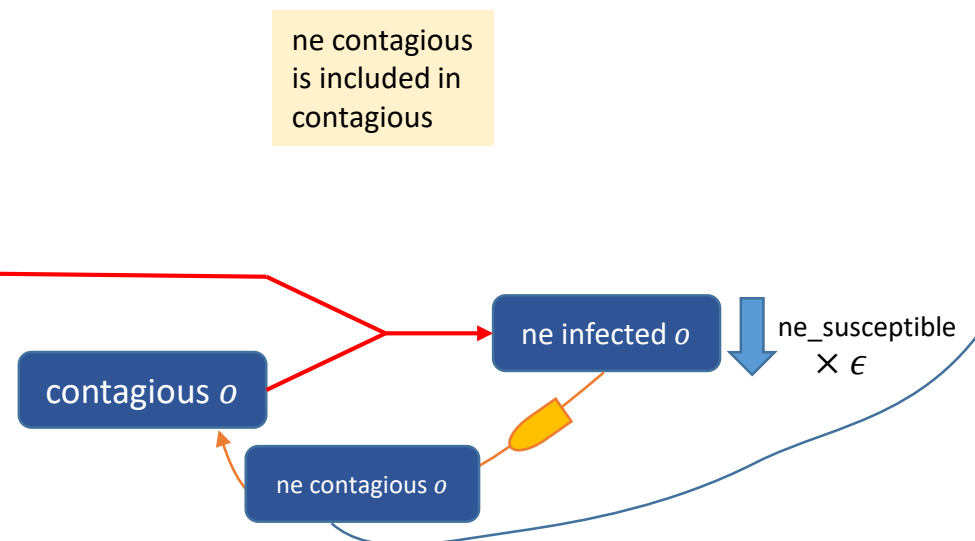 ne contagious
is included in
contagious
ne infected o
ne_susceptible
× ϵ
contagious o
ne contagious o